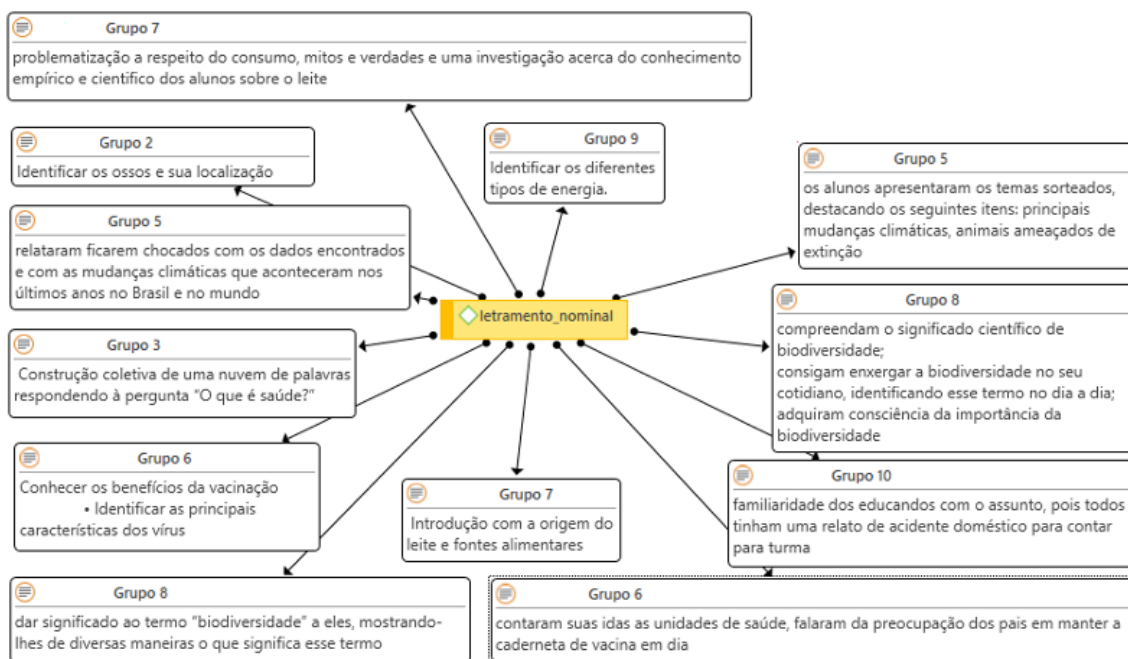 Grupo 7
problematização a respeito do consumo, mitos e verdades e uma investigação acerca do conhecimento
empírico e cientifico dos alunos sobre o leite
Grupo 2
Identificar os ossos e sua localização
Grupo 9
Identificar os diferentes
tipos de energia.
Grupo 5
os alunos apresentaram os temas sorteados,
destacando os seguintes itens: principais
mudanças climáticas, animais ameaçados de
extinção
Grupo 5
relataram ficarem chocados com os dados encontrados
e com as mudanças climáticas que aconteceram nos
últimos anos no Brasil e no mundo
letramento_nominal
Grupo 8
compreendam o significado científico de
biodiversidade;
consigam enxergar a biodiversidade no seu
cotidiano, identificando esse termo no dia a dia;
adquiram consciência da importância da
biodiversidade
Grupo 3
Construção coletiva de uma nuvem de palavras
respondendo à pergunta “O que é saúde?”
Grupo 6
Conhecer os benefícios da vacinação
• Identificar as principais
características dos vírus
Grupo 7
Introdução com a origem do
leite e fontes alimentares
Grupo 10
familiaridade dos educandos com o assunto, pois todos
tinham uma relato de acidente doméstico para contar
para turma
Grupo 8
dar significado ao termo “biodiversidade” a eles, mostrando-
lhes de diversas maneiras o que significa esse termo
Grupo 6
contaram suas idas as unidades de saúde, falaram da preocupação dos pais em manter a
caderneta de vacina em dia